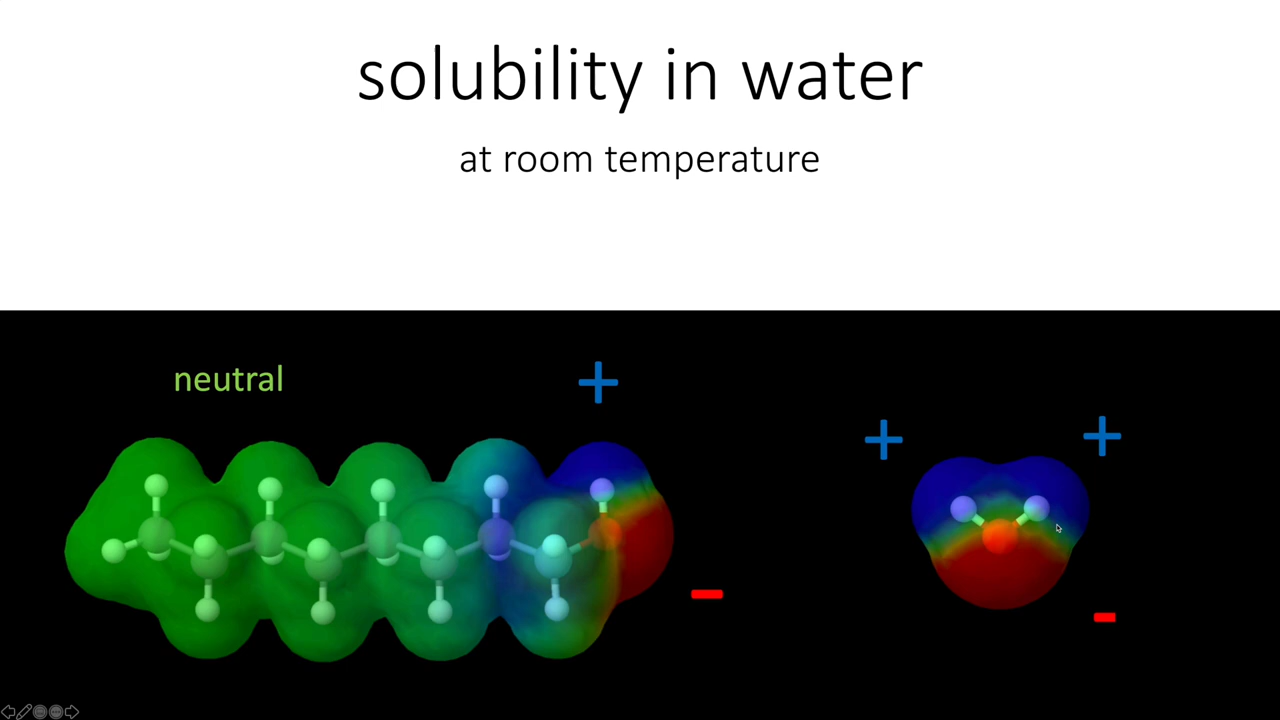 solubility in water
at room temperature
neutral
+
+
+
-
-